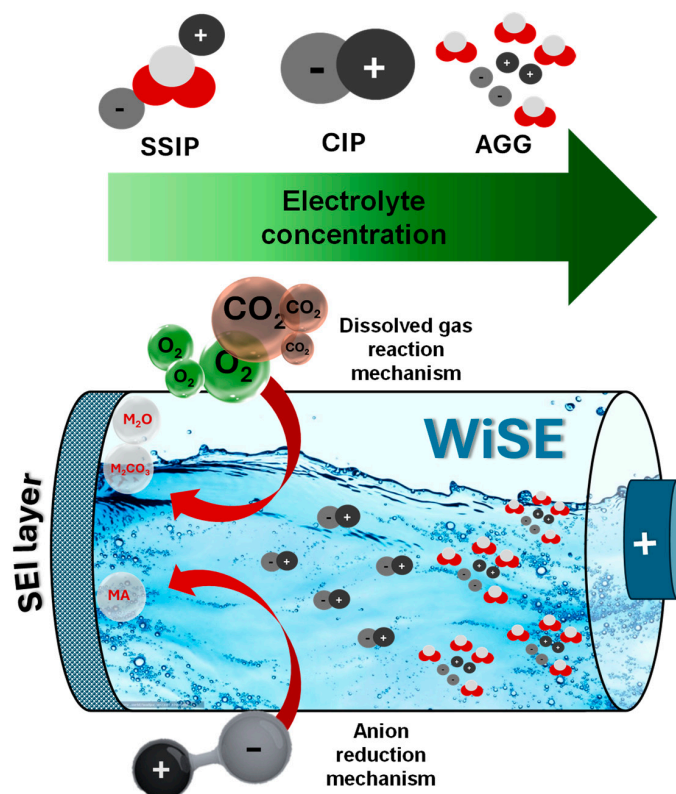 +
-
- +
+ +
- -
SSIP
CIP
AGG
Electrolyte
concentration
CO₂ CO₂
CO₂
O₂ O₂
O₂
Dissolved gas
reaction
mechanism
M₂O
M₂CO₃
WiSE
SEI layer
+
MA
- +
- +
- +
- +
- +
+ -
Anion
reduction
mechanism